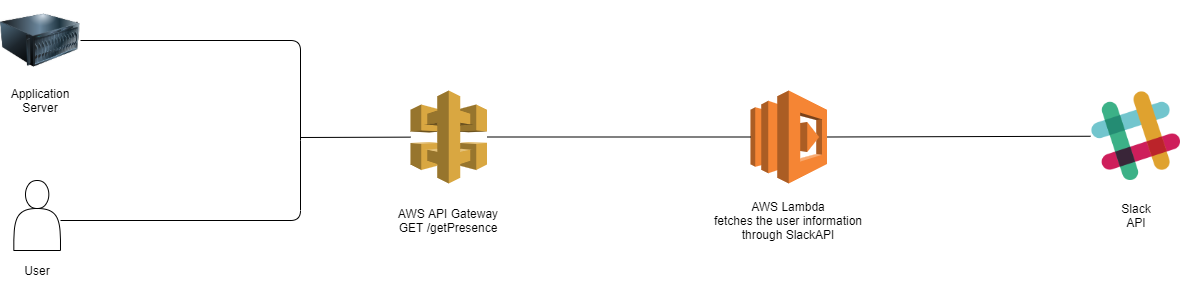 Application
Server
User
AWS API Gateway
GET /getPresence
AWS Lambda
fetches the user information
through SlackAPI
Slack
API